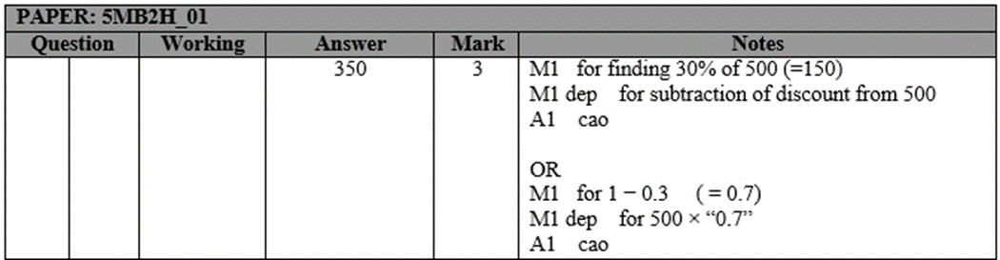 PAPER: 5MB2H_01
Question Working Answer Mark Notes
350 3 M1 for finding 30% of 500 (=150)
M1 dep for subtraction of discount from 500
A1 cao
OR
M1 for 1 − 0.3 ( = 0.7)
M1 dep for 500 × “0.7”
A1 cao